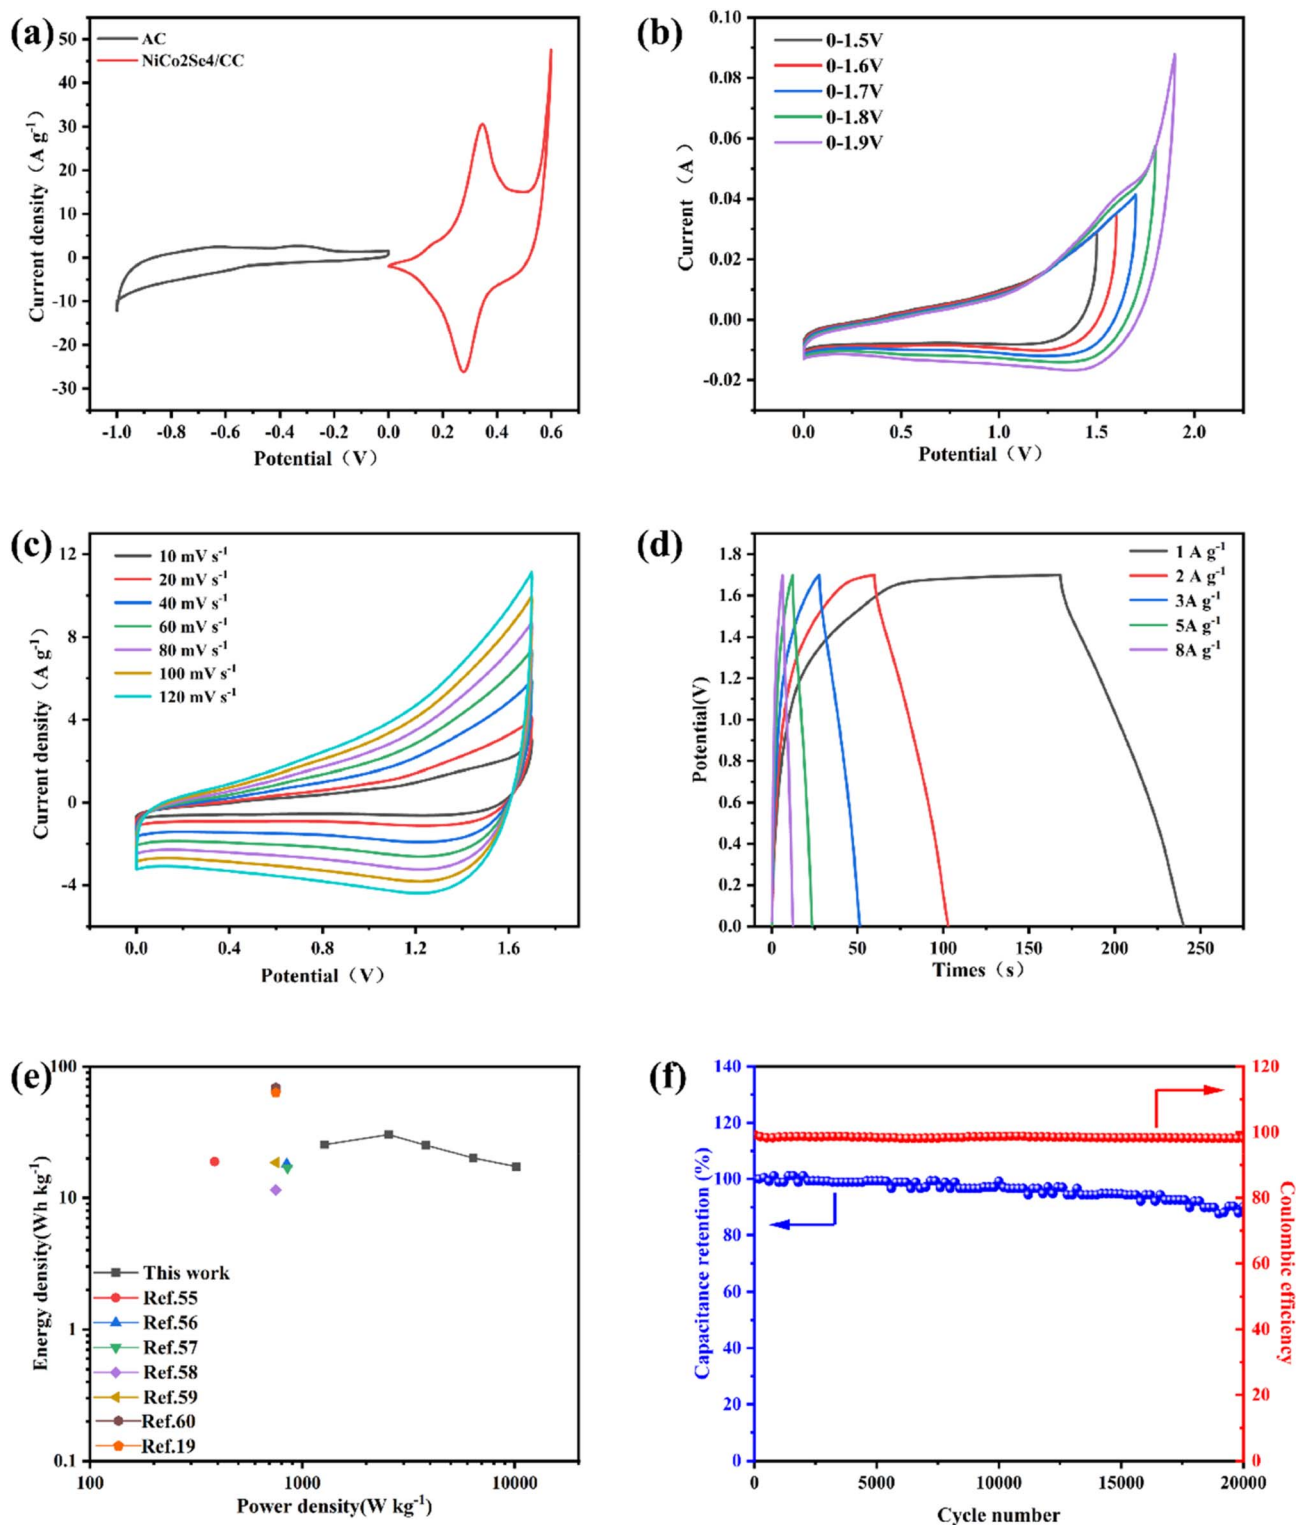 (a)
AC
NiCo2Se4/CC
50
40
30
20
10
0
-10
-20
-30
Current density（A g-1）
-1.0 -0.8 -0.6 -0.4 -0.2 0.0 0.2 0.4 0.6
Potential（V）
(b)
0-1.5V
0-1.6V
0-1.7V
0-1.8V
0-1.9V
0.10
0.08
0.06
0.04
0.02
0.00
-0.02
Current （A）
0.0 0.5 1.0 1.5 2.0
Potential（V）
(c)
10 mV s-1
20 mV s-1
40 mV s-1
60 mV s-1
80 mV s-1
100 mV s-1
120 mV s-1
12
8
4
0
-4
Current density（A g-1）
0.0 0.4 0.8 1.2 1.6
Potential（V）
(d)
1 A g-1
2 A g-1
3A g-1
5A g-1
8A g-1
1.8
1.6
1.4
1.2
1.0
0.8
0.6
0.4
0.2
0.0
Potential(V)
0 50 100 150 200 250
Times（s）
(e)
100
10
1
0.1
Energy density(Wh kg-1)
This work
Ref.55
Ref.56
Ref.57
Ref.58
Ref.59
Ref.60
Ref.19
100 1000 10000
Power density(W kg-1)
(f)
140
120
100
80
60
40
20
0
Capacitance retention (%)
120
100
80
60
40
20
0
Coulombic efficiency
0 5000 10000 15000 20000
Cycle number